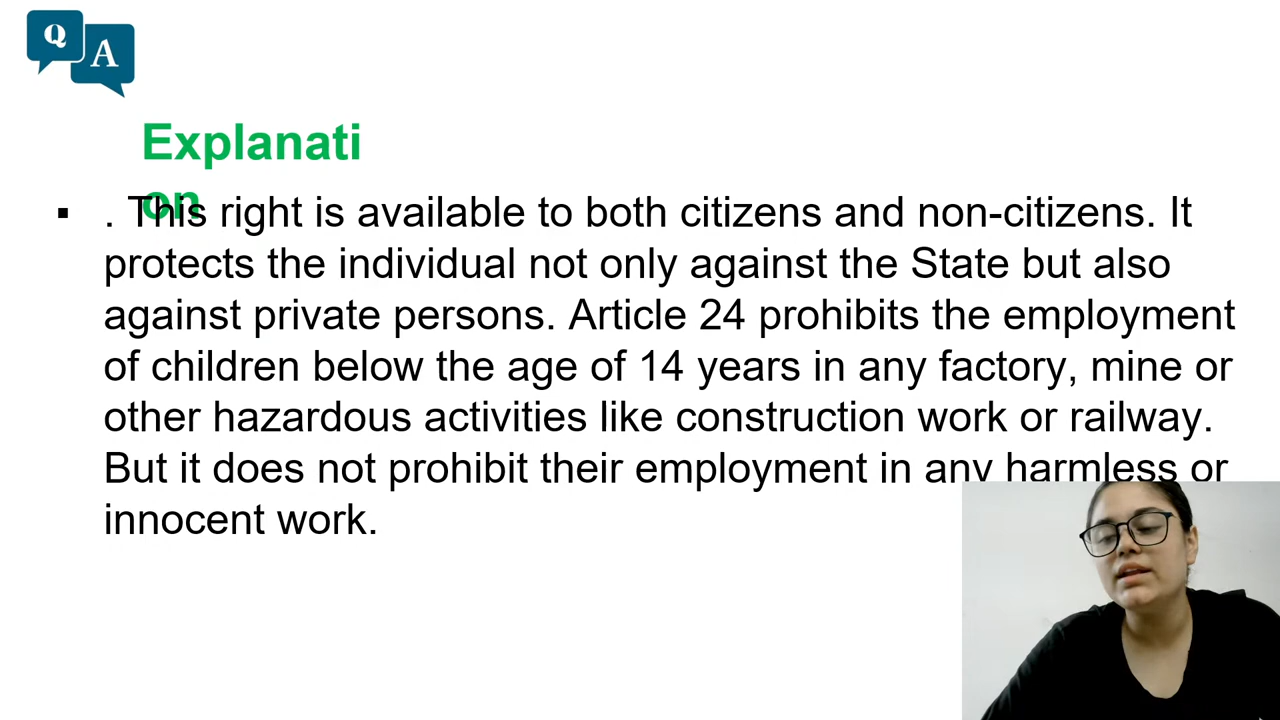 Q
A
Explanati
on
▪ . This right is available to both citizens and non-citizens. It
protects the individual not only against the State but also
against private persons. Article 24 prohibits the employment
of children below the age of 14 years in any factory, mine or
other hazardous activities like construction work or railway.
But it does not prohibit their employment in any harmless or
innocent work.